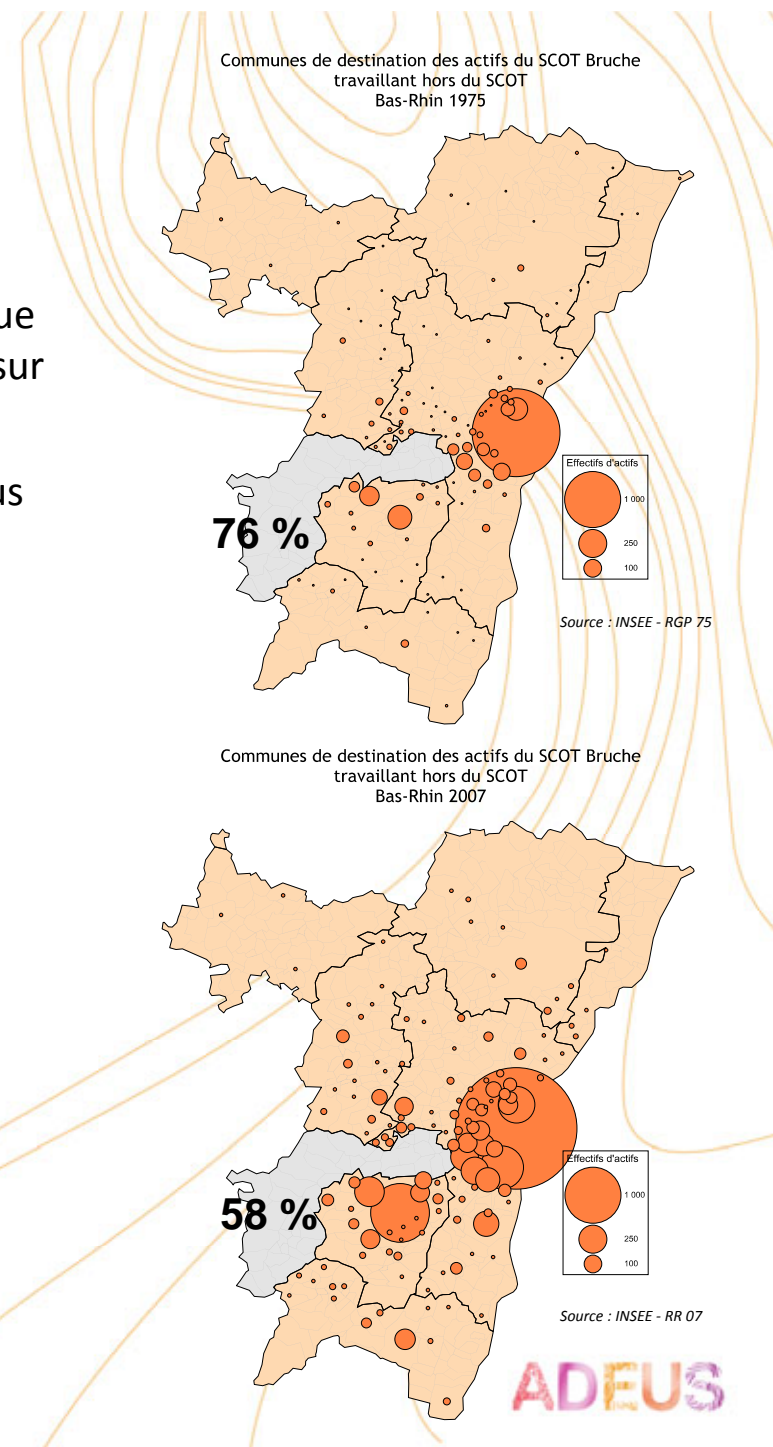 Communes de destination des actifs du SCOT Bruche
travaillant hors du SCOT
Bas-Rhin 1975
ue
sur
us
76 %
Effectifs d'actifs
1 000
250
100
Source : INSEE - RGP 75
Communes de destination des actifs du SCOT Bruche
travaillant hors du SCOT
Bas-Rhin 2007
58 %
Effectifs d'actifs
1 000
250
100
Source : INSEE - RR 07
ADEUS